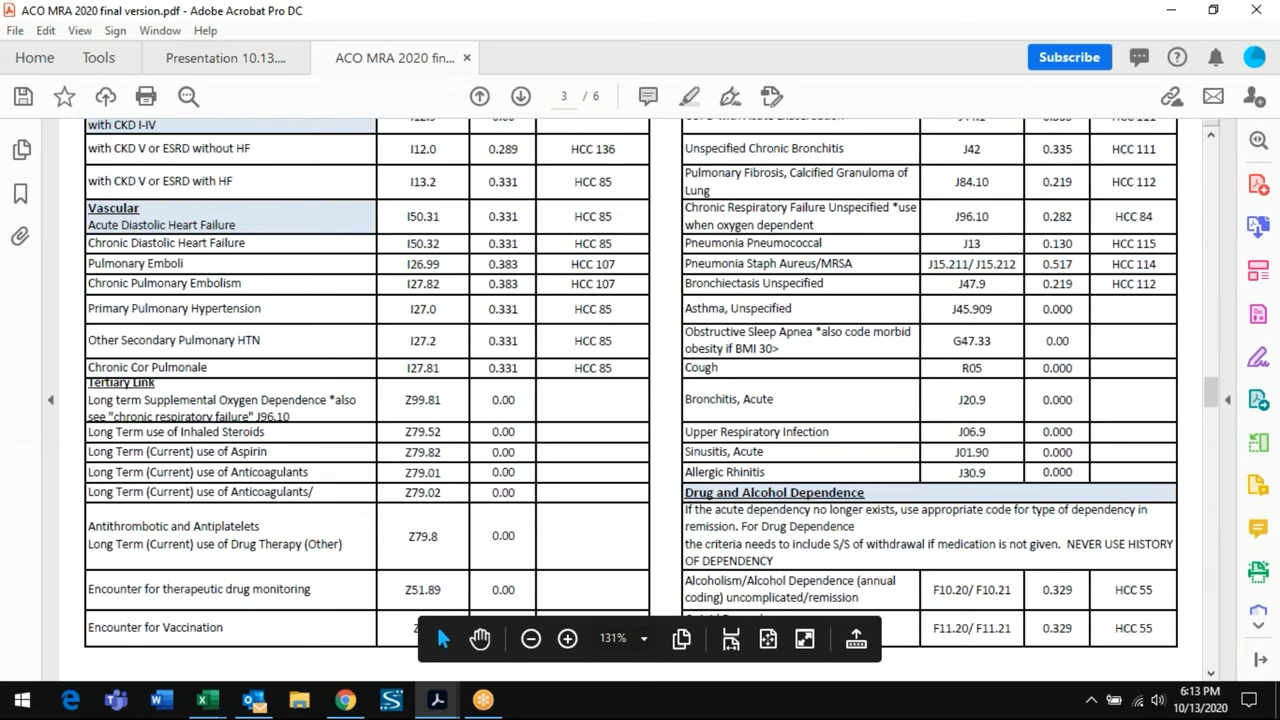 ACO MRA 2020 final version.pdf - Adobe Acrobat Pro DC
File Edit View Sign Window Help
Home Tools Presentation 10.13.... ACO MRA 2020 fin... × Subscribe
3 / 6
with CKD I-IV
with CKD V or ESRD without HF I12.0 0.289 HCC 136
with CKD V or ESRD with HF I13.2 0.331 HCC 85
Vascular
Acute Diastolic Heart Failure I50.31 0.331 HCC 85
Chronic Diastolic Heart Failure I50.32 0.331 HCC 85
Pulmonary Emboli I26.99 0.383 HCC 107
Chronic Pulmonary Embolism I27.82 0.383 HCC 107
Primary Pulmonary Hypertension I27.0 0.331 HCC 85
Other Secondary Pulmonary HTN I27.2 0.331 HCC 85
Chronic Cor Pulmonale I27.81 0.331 HCC 85
Tertiary Link
Long term Supplemental Oxygen Dependence *also
see "chronic respiratory failure" J96.10 Z99.81 0.00
Long Term use of Inhaled Steroids Z79.52 0.00
Long Term (Current) use of Aspirin Z79.82 0.00
Long Term (Current) use of Anticoagulants Z79.01 0.00
Long Term (Current) use of Anticoagulants/ Z79.02 0.00
Antithrombotic and Antiplatelets
Long Term (Current) use of Drug Therapy (Other) Z79.8 0.00
Encounter for therapeutic drug monitoring Z51.89 0.00
Encounter for Vaccination
Unspecified Chronic Bronchitis J42 0.335 HCC 111
Pulmonary Fibrosis, Calcified Granuloma of
Lung J84.10 0.219 HCC 112
Chronic Respiratory Failure Unspecified *use
when oxygen dependent J96.10 0.282 HCC 84
Pneumonia Pneumococcal J13 0.130 HCC 115
Pneumonia Staph Aureus/MRSA J15.211/ J15.212 0.517 HCC 114
Bronchiectasis Unspecified J47.9 0.219 HCC 112
Asthma, Unspecified J45.909 0.000
Obstructive Sleep Apnea *also code morbid
obesity if BMI 30> G47.33 0.00
Cough R05 0.000
Bronchitis, Acute J20.9 0.000
Upper Respiratory Infection J06.9 0.000
Sinusitis, Acute J01.90 0.000
Allergic Rhinitis J30.9 0.000
Drug and Alcohol Dependence
If the acute dependency no longer exists, use appropriate code for type of dependency in
remission. For Drug Dependence
the criteria needs to include S/S of withdrawal if medication is not given. NEVER USE HISTORY
OF DEPENDENCY
Alcoholism/Alcohol Dependence (annual
coding) uncomplicated/remission F10.20/ F10.21 0.329 HCC 55
F11.20/ F11.21 0.329 HCC 55
131%
6:13 PM
10/13/2020